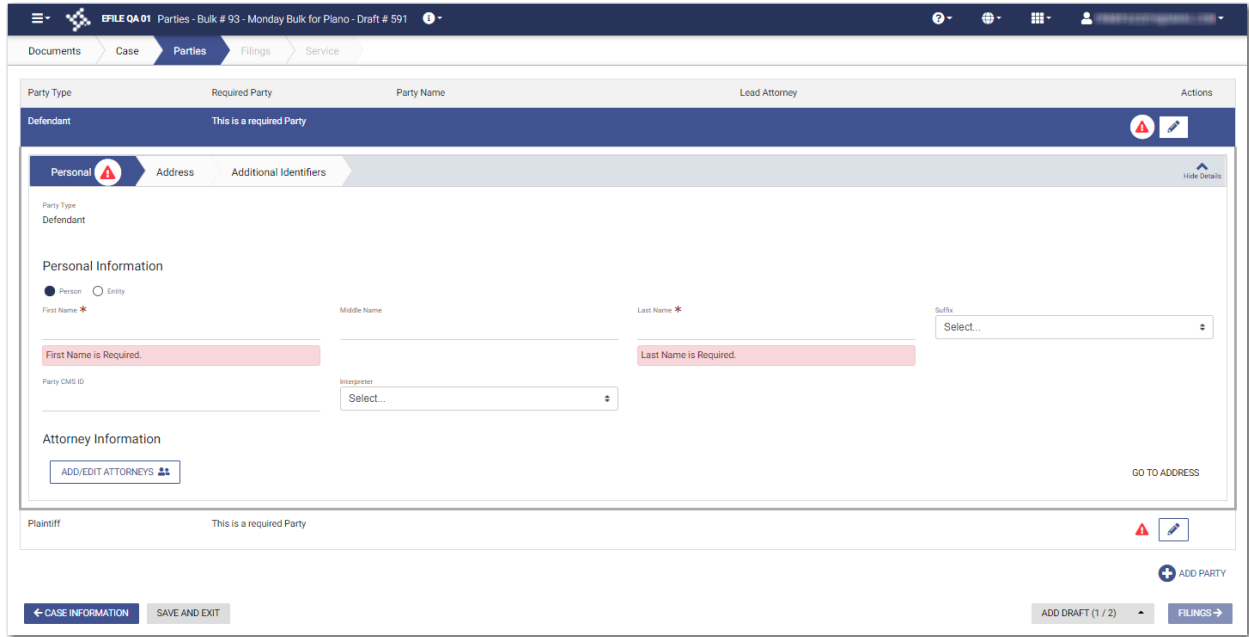 EFILE QA 01 Parties - Bulk # 93 - Monday Bulk for Plano - Draft # 591
Documents Case Parties Filings Service
Party Type Required Party Party Name Lead Attorney Actions
Defendant This is a required Party
Personal Address Additional Identifiers Hide Details
Party Type
Defendant
Personal Information
Person Entity
First Name * Middle Name Last Name * Suffix
Select...
First Name is Required. Last Name is Required.
Party CMS ID Interpreter
Select...
Attorney Information
ADD/EDIT ATTORNEYS GO TO ADDRESS
Plaintiff This is a required Party
ADD PARTY
CASE INFORMATION SAVE AND EXIT ADD DRAFT (1 / 2) FILINGS